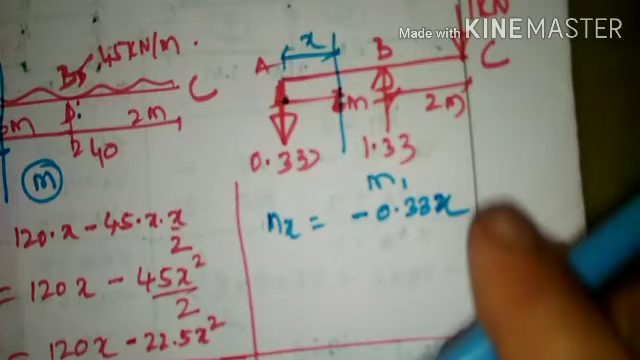 Made with KINEMASTER
1KN
B 45KN/m.
C
A x B C
m 2m
m 2m
240
0.333 1.33
m
m₁
120·x - 45·x·x/2
Mx = -0.33x
= 120x - 45x²/2
= 120x - 22.5x²